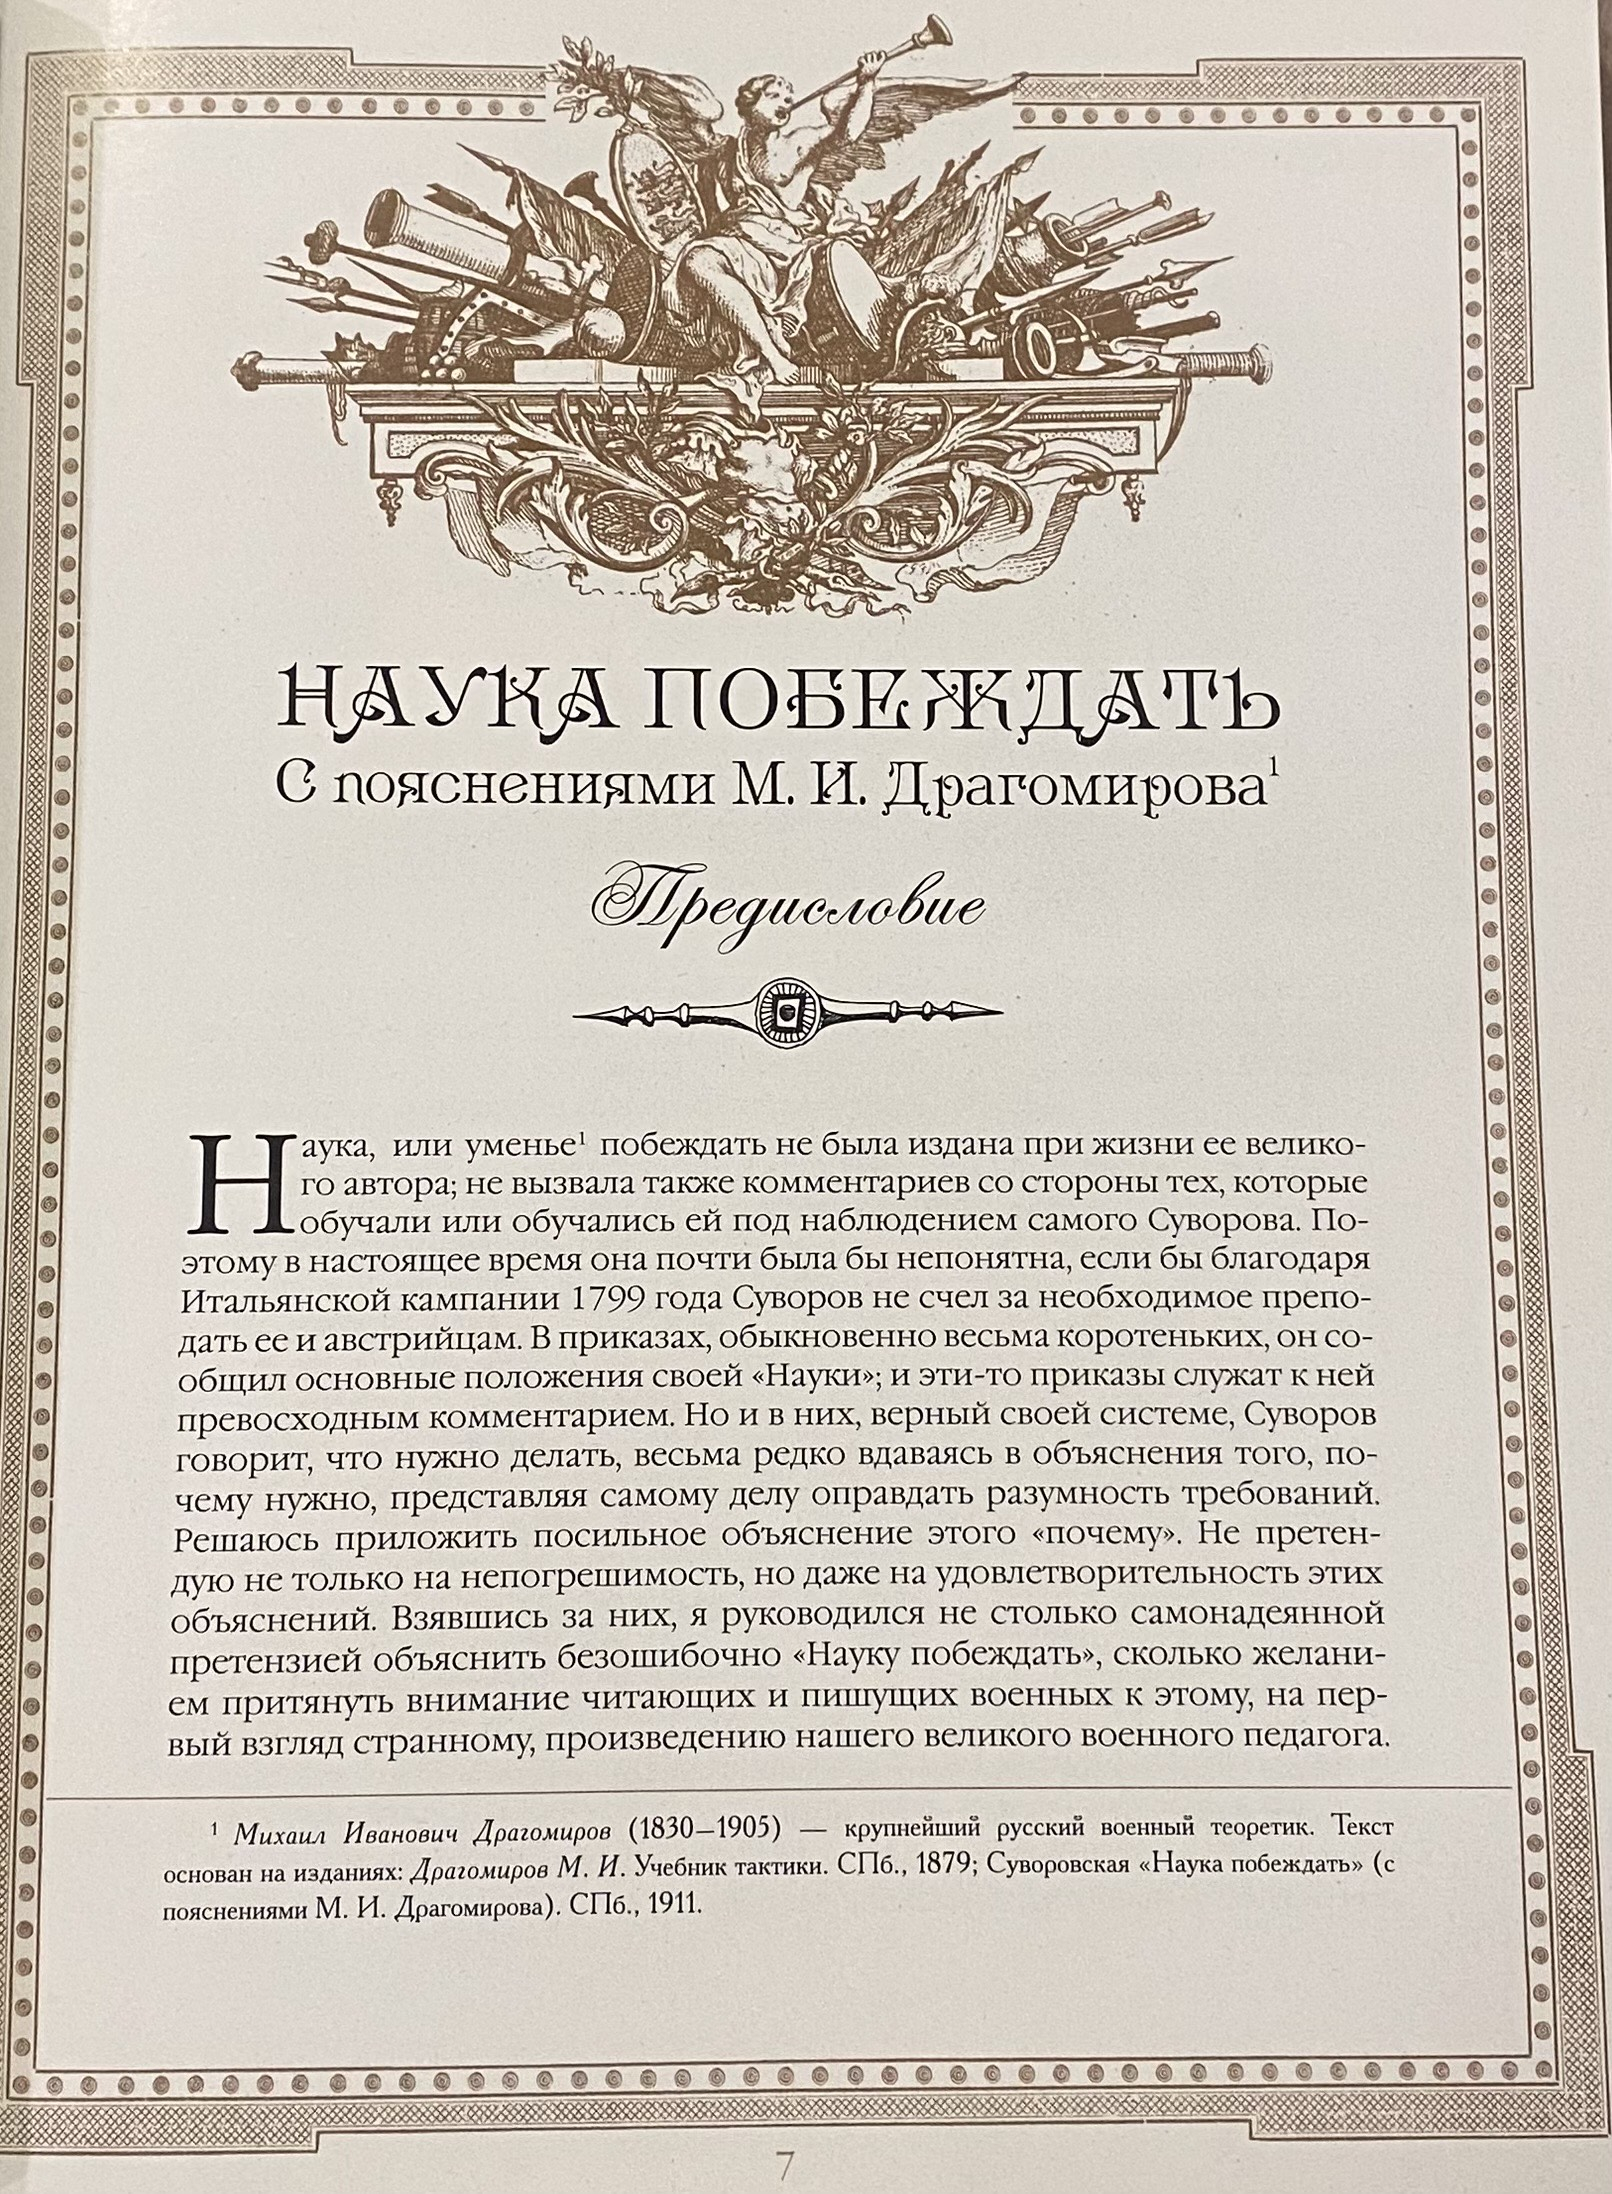 НАУКА ПОБЕЖДАТЬ
С пояснениями М. И. Драгомирова¹
Предисловие
Наука, или уменье¹ побеждать не была издана при жизни ее велико-
го автора; не вызвала также комментариев со стороны тех, которые
обучали или обучались ей под наблюдением самого Суворова. По-
этому в настоящее время она почти была бы непонятна, если бы благодаря
Итальянской кампании 1799 года Суворов не счел за необходимое препо-
дать ее и австрийцам. В приказах, обыкновенно весьма коротеньких, он со-
общил основные положения своей «Науки»; и эти-то приказы служат к ней
превосходным комментарием. Но и в них, верный своей системе, Суворов
говорит, что нужно делать, весьма редко вдаваясь в объяснения того, по-
чему нужно, представляя самому делу оправдать разумность требований.
Решаюсь приложить посильное объяснение этого «почему». Не претен-
дую не только на непогрешимость, но даже на удовлетворительность этих
объяснений. Взявшись за них, я руководился не столько самонадеянной
претензией объяснить безошибочно «Науку побеждать», сколько желани-
ем притянуть внимание читающих и пишущих военных к этому, на пер-
вый взгляд странному, произведению нашего великого военного педагога.
¹ Михаил Иванович Драгомиров (1830–1905) — крупнейший русский военный теоретик. Текст
основан на изданиях: Драгомиров М. И. Учебник тактики. СПб., 1879; Суворовская «Наука побеждать» (с
пояснениями М. И. Драгомирова). СПб., 1911.
7